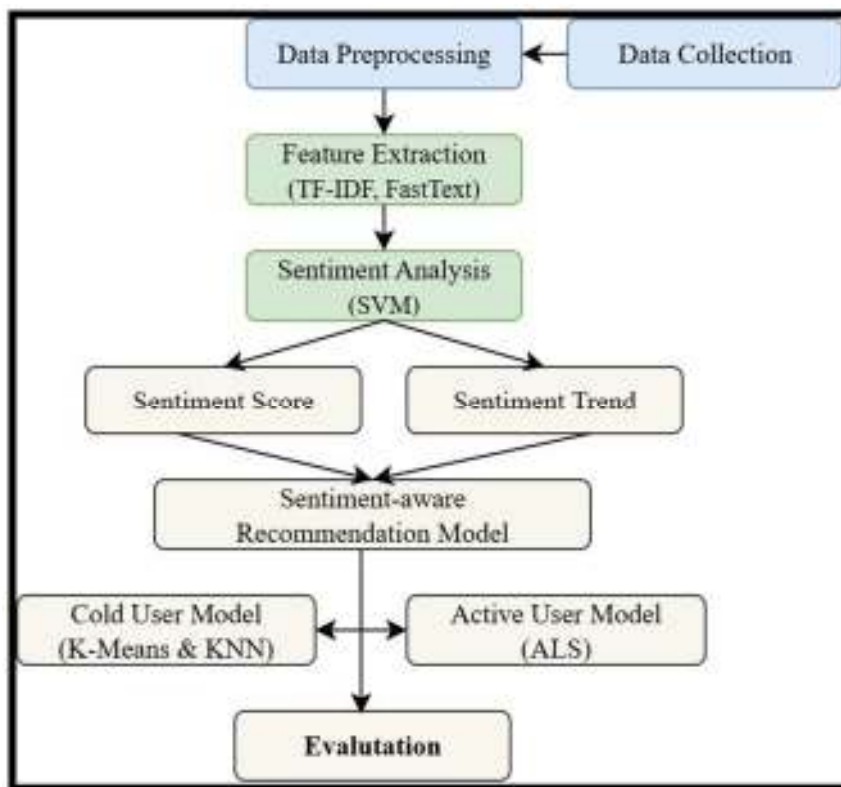 Data Preprocessing
Data Collection
Feature Extraction
(TF-IDF, FastText)
Sentiment Analysis
(SVM)
Sentiment Score
Sentiment Trend
Sentiment-aware
Recommendation Model
Cold User Model
(K-Means & KNN)
Active User Model
(ALS)
Evalutation